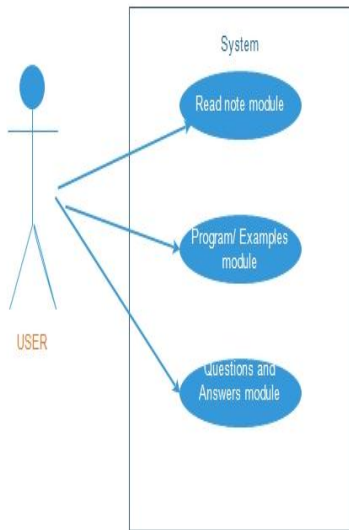 System
Read note module
Program/ Examples
module
USER
Questions and
Answers module